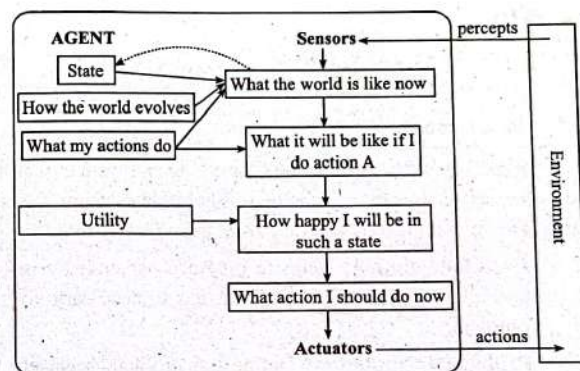 AGENT
Sensors
percepts
State
What the world is like now
How the world evolves
What my actions do
What it will be like if I
do action A
Environment
Utility
How happy I will be in
such a state
What action I should do now
Actuators
actions